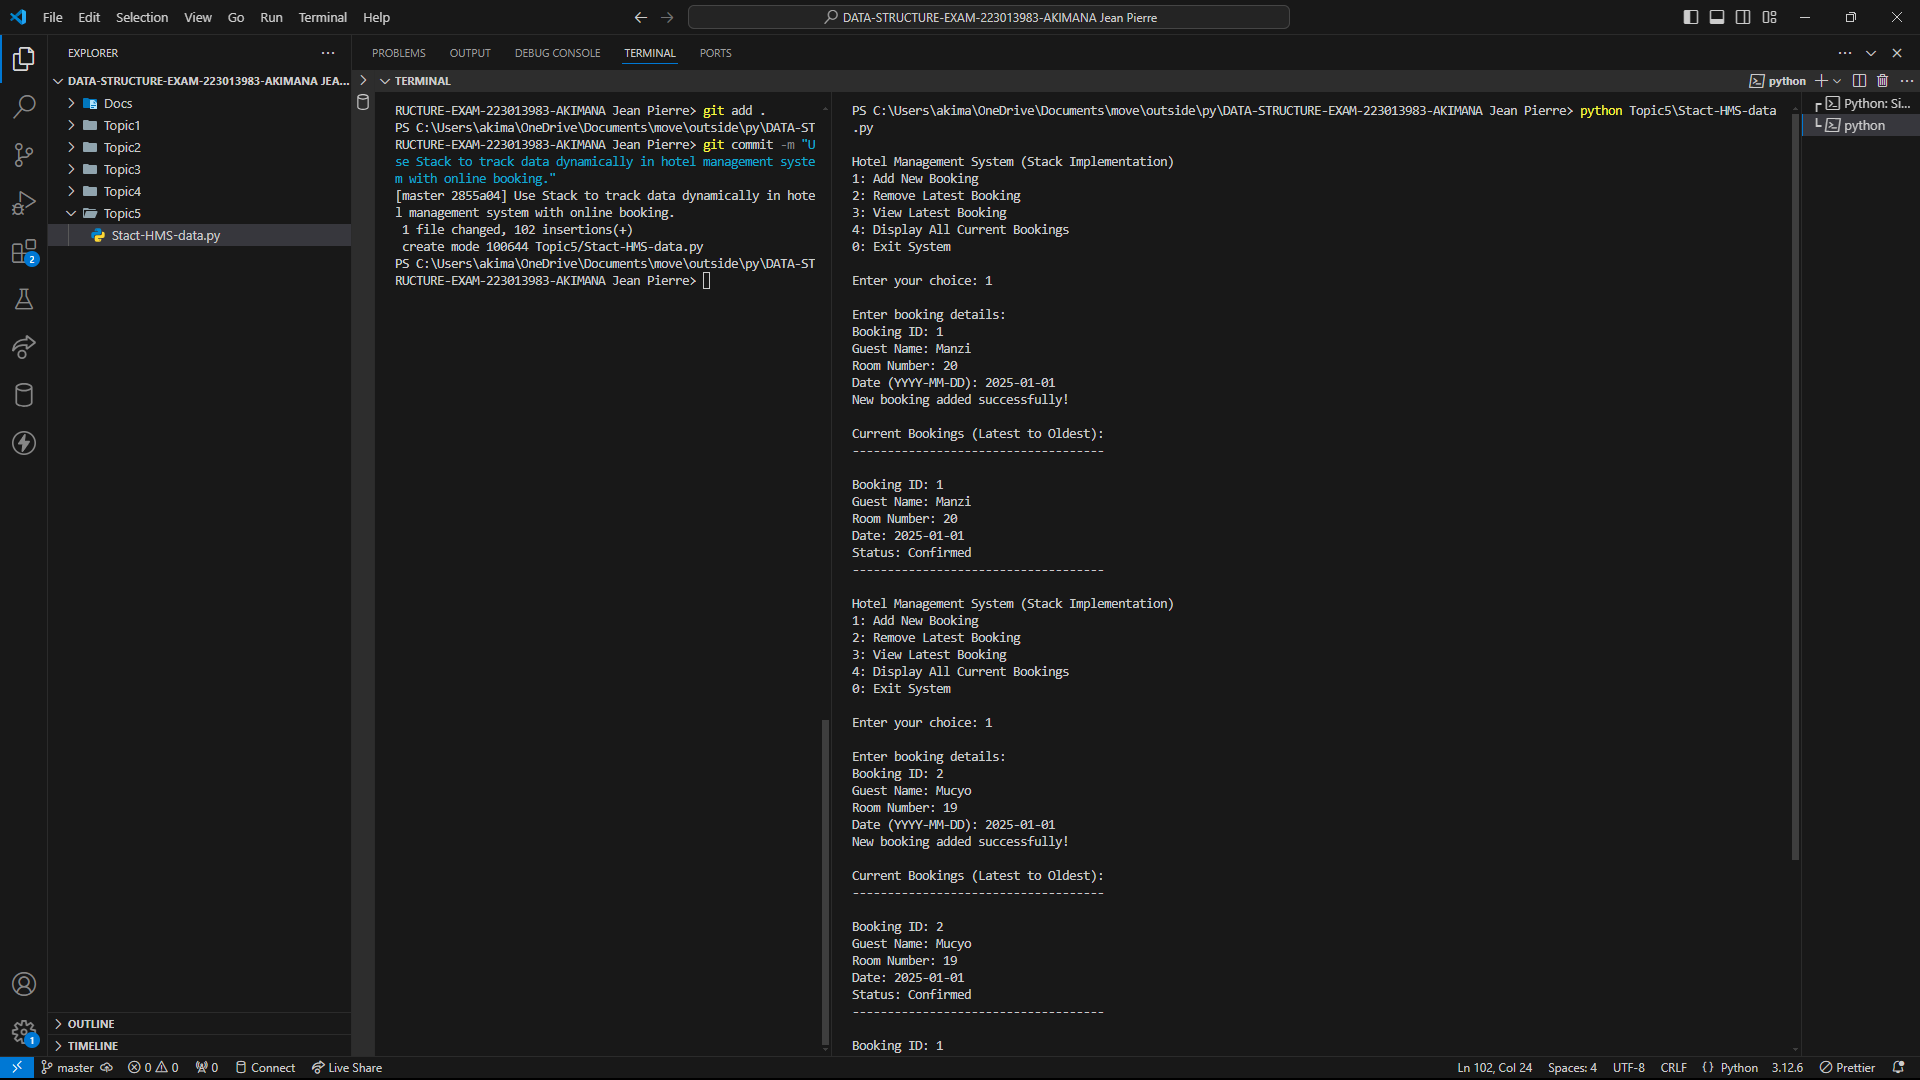 File Edit Selection View Go Run Terminal Help
DATA-STRUCTURE-EXAM-223013983-AKIMANA Jean Pierre
EXPLORER
DATA-STRUCTURE-EXAM-223013983-AKIMANA JEA...
Docs
Topic1
Topic2
Topic3
Topic4
Topic5
Stact-HMS-data.py
OUTLINE
TIMELINE
2
1
PROBLEMS OUTPUT DEBUG CONSOLE TERMINAL PORTS
TERMINAL
python
RUCTURE-EXAM-223013983-AKIMANA Jean Pierre> git add .
PS C:\Users\akima\OneDrive\Documents\move\outside\py\DATA-ST
RUCTURE-EXAM-223013983-AKIMANA Jean Pierre> git commit -m "U
se Stack to track data dynamically in hotel management syste
m with online booking."
[master 2855a04] Use Stack to track data dynamically in hote
l management system with online booking.
1 file changed, 102 insertions(+)
create mode 100644 Topic5/Stact-HMS-data.py
PS C:\Users\akima\OneDrive\Documents\move\outside\py\DATA-ST
RUCTURE-EXAM-223013983-AKIMANA Jean Pierre>
PS C:\Users\akima\OneDrive\Documents\move\outside\py\DATA-STRUCTURE-EXAM-223013983-AKIMANA Jean Pierre> python Topic5\Stact-HMS-data
.py
Hotel Management System (Stack Implementation)
1: Add New Booking
2: Remove Latest Booking
3: View Latest Booking
4: Display All Current Bookings
0: Exit System
Enter your choice: 1
Enter booking details:
Booking ID: 1
Guest Name: Manzi
Room Number: 20
Date (YYYY-MM-DD): 2025-01-01
New booking added successfully!
Current Bookings (Latest to Oldest):
------------------------------------
Booking ID: 1
Guest Name: Manzi
Room Number: 20
Date: 2025-01-01
Status: Confirmed
------------------------------------
Hotel Management System (Stack Implementation)
1: Add New Booking
2: Remove Latest Booking
3: View Latest Booking
4: Display All Current Bookings
0: Exit System
Enter your choice: 1
Enter booking details:
Booking ID: 2
Guest Name: Mucyo
Room Number: 19
Date (YYYY-MM-DD): 2025-01-01
New booking added successfully!
Current Bookings (Latest to Oldest):
------------------------------------
Booking ID: 2
Guest Name: Mucyo
Room Number: 19
Date: 2025-01-01
Status: Confirmed
------------------------------------
Booking ID: 1
Python: Si...
python
master 0 0 0 Connect Live Share
Ln 102, Col 24 Spaces: 4 UTF-8 CRLF { } Python 3.12.6 Prettier